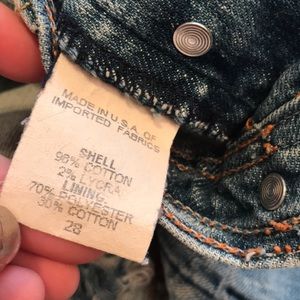 MADE IN U.S.A. OF
IMPORTED FABRICS
SHELL
98% COTTON
2% LYCRA
LINING
70% POLYESTER
30% COTTON
28